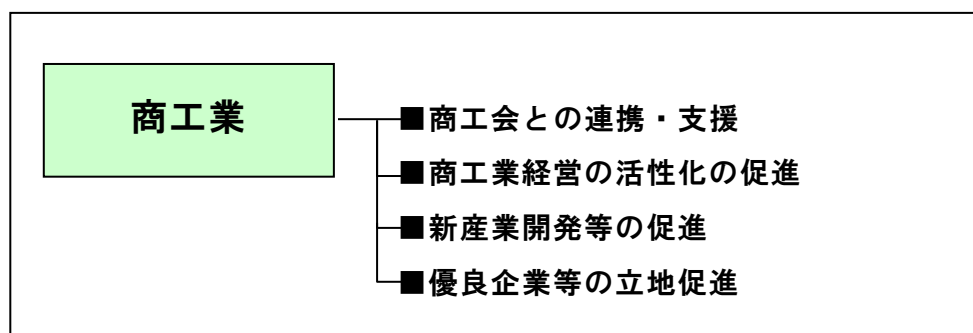 商工業
■商工会との連携・支援
■商工業経営の活性化の促進
■新産業開発等の促進
■優良企業等の立地促進